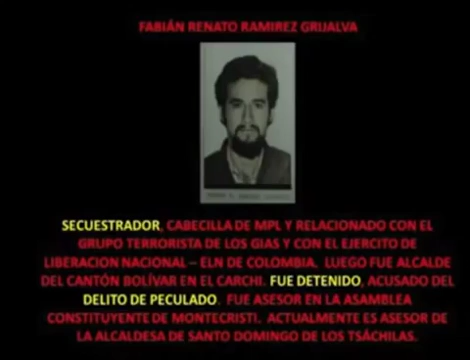 FABIÁN RENATO RAMIREZ GRIJALVA
SECUESTRADOR, CABECILLA DE MPL Y RELACIONADO CON EL
GRUPO TERRORISTA DE LOS GIAS Y CON EL EJERCITO DE
LIBERACION NACIONAL – ELN DE COLOMBIA. LUEGO FUE ALCALDE
DEL CANTÓN BOLÍVAR EN EL CARCHI. FUE DETENIDO, ACUSADO DEL
DELITO DE PECULADO. FUE ASESOR EN LA ASAMBLEA
CONSTITUYENTE DE MONTECRISTI. ACTUALMENTE ES ASESOR DE
LA ALCALDESA DE SANTO DOMINGO DE LOS TSÁCHILAS.